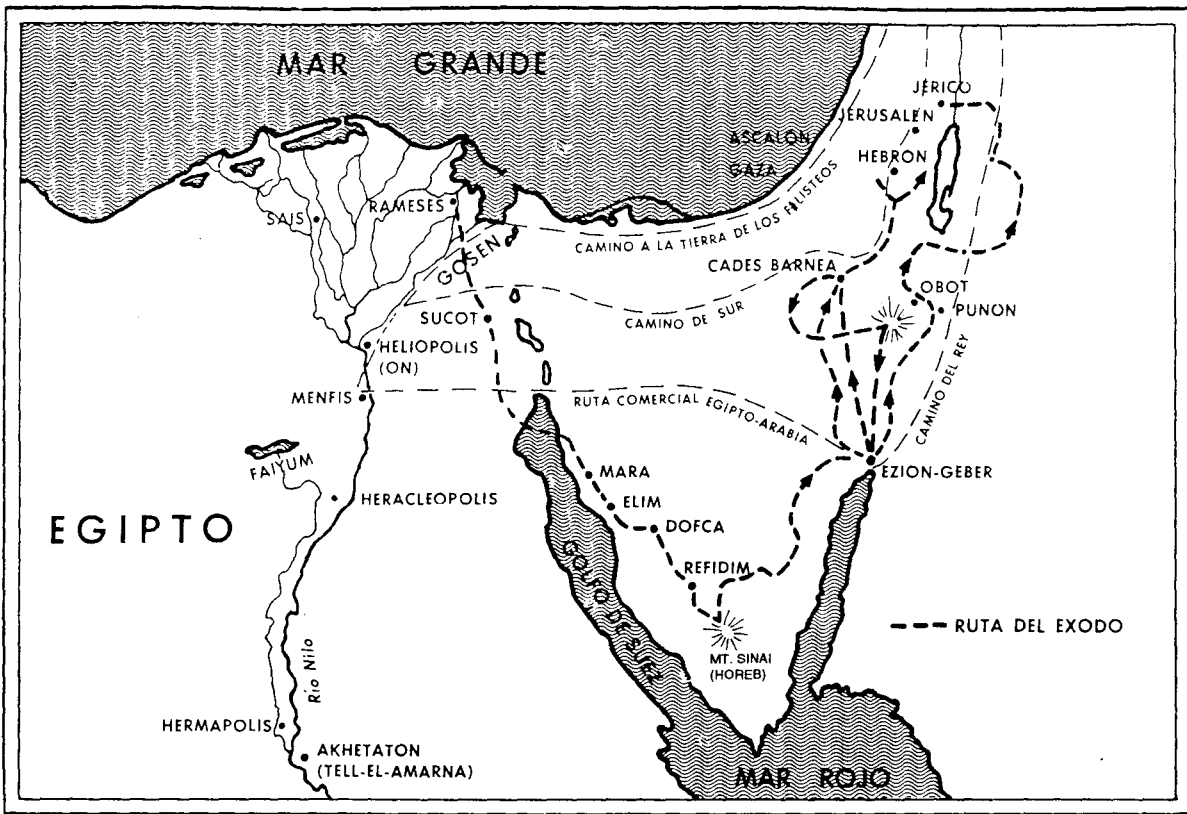 MAR GRANDE
JERICO
JERUSALEN
ASCALON
GAZA
HEBRON
SAIS
RAMESES
GOSEN
CAMINO A LA TIERRA DE LOS FILISTEOS
CADES BARNEA
OBOT
PUNON
SUCOT
CAMINO DE SUR
HELIOPOLIS
(ON)
MENFIS
RUTA COMERCIAL EGIPTO-ARABIA
CAMINO DEL REY
FAIYUM
MARA
EZION-GEBER
HERACLEOPOLIS
ELIM
EGIPTO
DOFCA
REFIDIM
GOLFO DE SUEZ
RUTA DEL EXODO
MT. SINAI
(HOREB)
Río Nilo
HERMAPOLIS
AKHETATON
(TELL-EL-AMARNA)
MAR ROJO